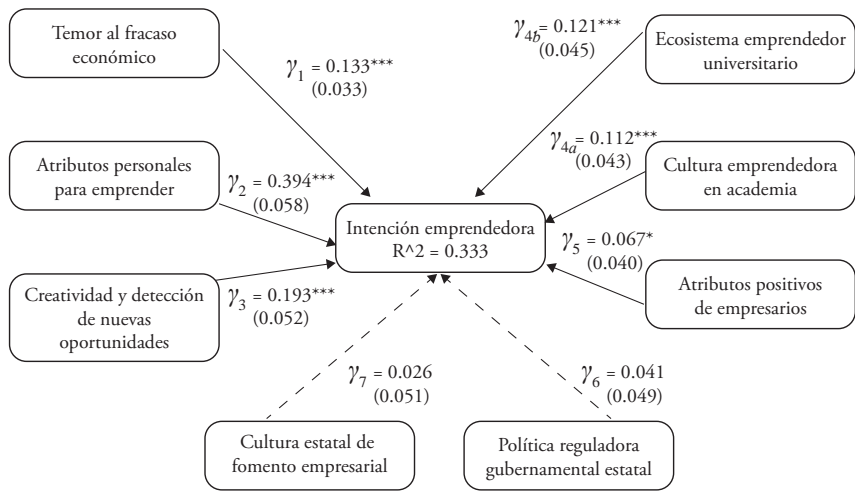 Temor al fracaso
económico
γ1 = 0.133***
(0.033)
γ4b = 0.121***
(0.045)
Ecosistema emprendedor
universitario
Atributos personales
para emprender
γ2 = 0.394***
(0.058)
γ4a = 0.112***
(0.043)
Cultura emprendedora
en academia
Intención emprendedora
R^2 = 0.333
Creatividad y detección
de nuevas
oportunidades
γ3 = 0.193***
(0.052)
γ5 = 0.067*
(0.040)
Atributos positivos
de empresarios
γ7 = 0.026
(0.051)
γ6 = 0.041
(0.049)
Cultura estatal de
fomento empresarial
Política reguladora
gubernamental estatal